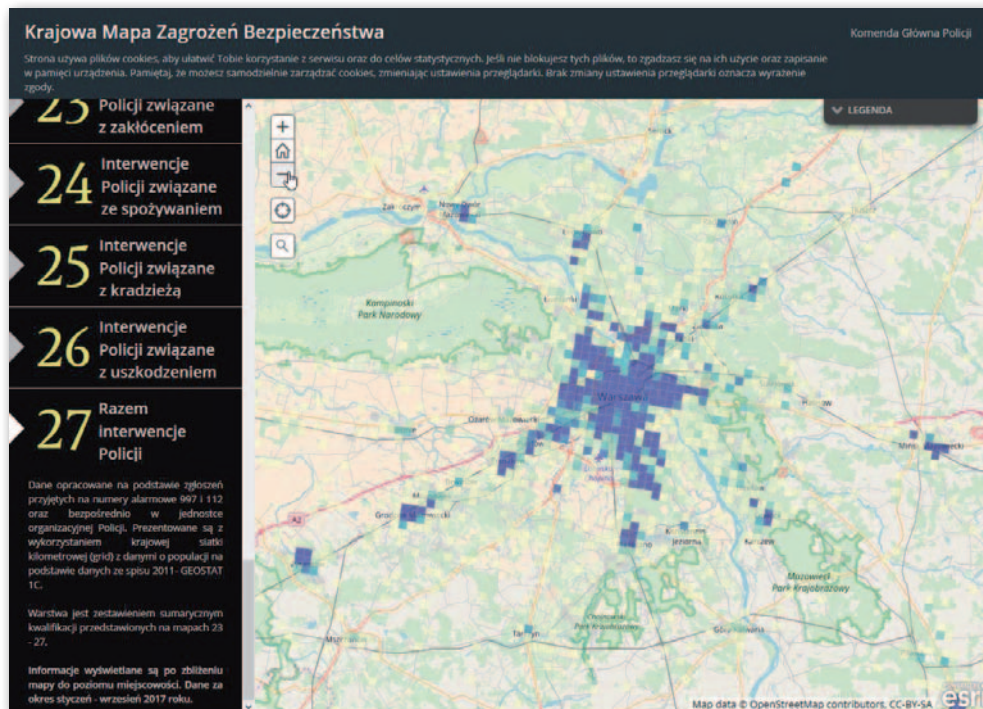 Krajowa Mapa Zagrożeń Bezpieczeństwa
Komenda Główna Policji
Strona używa plików cookies, aby ułatwić Tobie korzystanie z serwisu oraz do celów statystycznych. Jeśli nie blokujesz tych plików, to zgadzasz się na ich użycie oraz zapisanie
w pamięci urządzenia. Pamiętaj, że możesz samodzielnie zarządzać cookies, zmieniając ustawienia przeglądarki. Brak zmiany ustawienia przeglądarki oznacza wyrażenie
zgody.
23
Policji związane
z zakłóceniem
24
Interwencje
Policji związane
ze spożywaniem
25
Interwencje
Policji związane
z kradzieżą
26
Interwencje
Policji związane
z uszkodzeniem
27
Razem
interwencje
Policji
Dane opracowane na podstawie zgłoszeń
przyjętych na numery alarmowe 997 i 112
oraz bezpośrednio w jednostce
organizacyjnej Policji. Prezentowane są z
wykorzystaniem krajowej siatki
kilometrowej (grid) z danymi o populacji na
podstawie danych ze spisu 2011- GEOSTAT
1C.
Warstwa jest zestawieniem sumarycznym
kwalifikacji przedstawionych na mapach 23
- 27.
Informacje wyświetlane są po zbliżeniu
mapy do poziomu miejscowości. Dane za
okres styczeń - wrzesień 2017 roku.
LEGENDA
Nowy Dwór
Kampinoski
Park Narodowy
Warszawa
A2
Mazowiecki
Park Krajobrazowy
Park Krajobrazowy
Map data © OpenStreetMap contributors, CC-BY-SA
esri